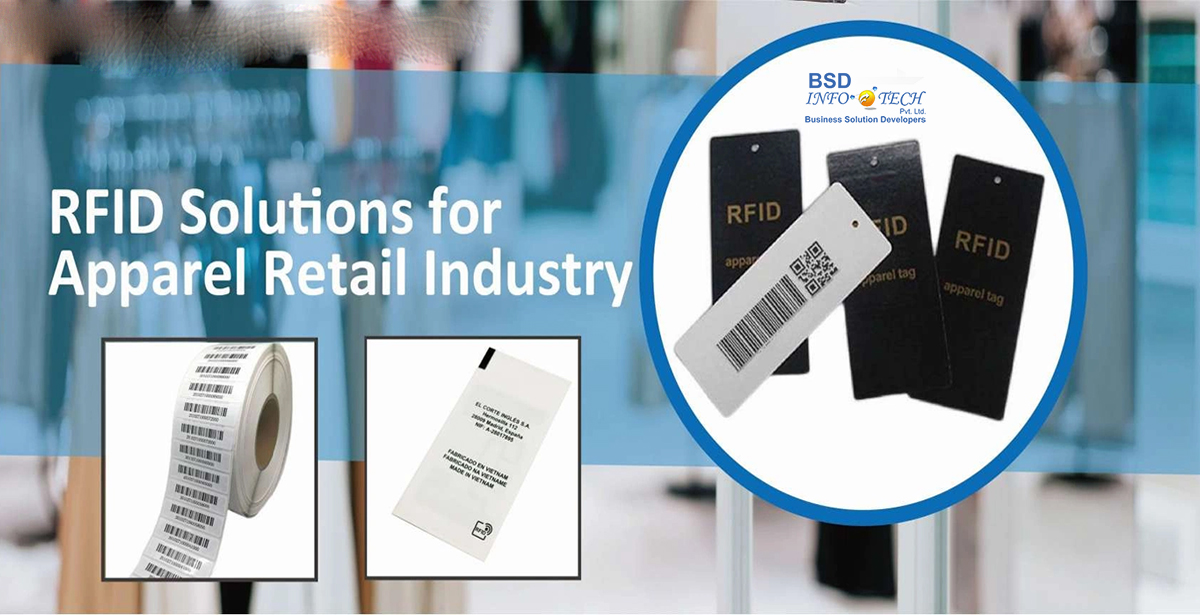 BSD
INFO TECH
Pvt. Ltd.
Business Solution Developers
RFID Solutions for
Apparel Retail Industry
RFID
apparel
RFID
apparel tag
RFID
apparel tag
EL CORTE INGLÉS S.A.
Hermosilla 112
28009 Madrid, España
NIF: A-28017895
FABRICADO EN VIETNAM
FABRICADO NA VIETNAME
MADE IN VIETNAM
RFID